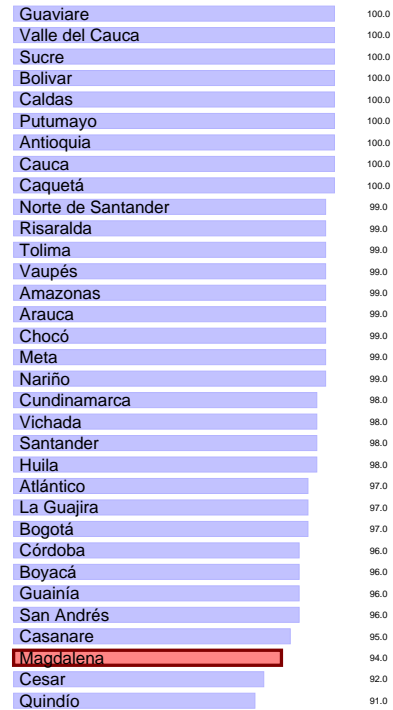 Guaviare 100.0
Valle del Cauca 100.0
Sucre 100.0
Bolivar 100.0
Caldas 100.0
Putumayo 100.0
Antioquia 100.0
Cauca 100.0
Caquetá 100.0
Norte de Santander 99.0
Risaralda 99.0
Tolima 99.0
Vaupés 99.0
Amazonas 99.0
Arauca 99.0
Chocó 99.0
Meta 99.0
Nariño 99.0
Cundinamarca 98.0
Vichada 98.0
Santander 98.0
Huila 98.0
Atlántico 97.0
La Guajira 97.0
Bogotá 97.0
Córdoba 96.0
Boyacá 96.0
Guainía 96.0
San Andrés 96.0
Casanare 95.0
Magdalena 94.0
Cesar 92.0
Quindío 91.0